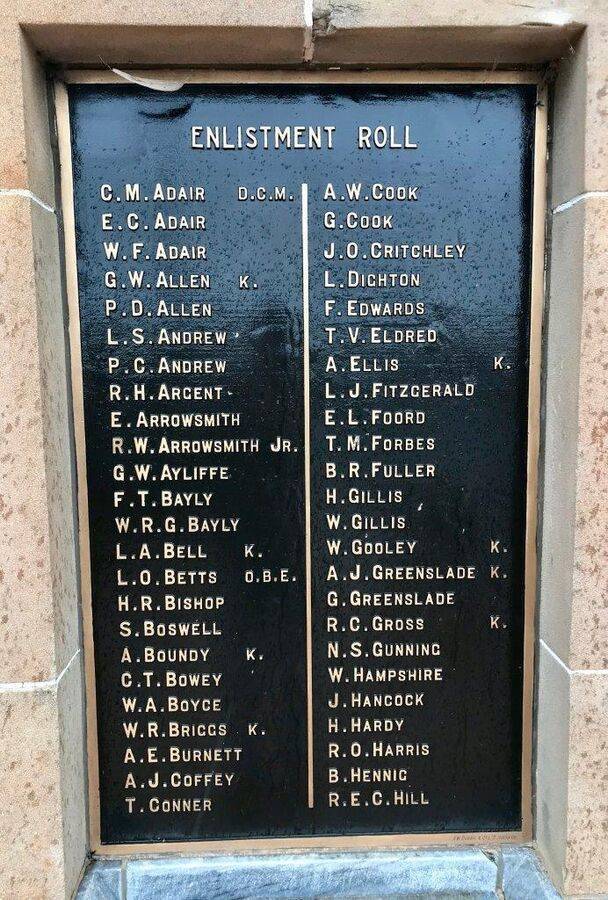 ENLISTMENT ROLL
C.M.ADAIR D.C.M.
E.C.ADAIR
W.F.ADAIR
G.W.ALLEN K.
P.D.ALLEN
L.S.ANDREW
P.C.ANDREW
R.H.ARGENT
E.ARROWSMITH
R.W.ARROWSMITH JR.
G.W.AYLIFFE
F.T.BAYLY
W.R.G.BAYLY
L.A.BELL K.
L.O.BETTS O.B.E.
H.R.BISHOP
S.BOSWELL
A.BOUNDY K.
C.T.BOWEY
W.A.BOYCE
W.R.BRIGGS K.
A.E.BURNETT
A.J.COFFEY
T.CONNER
A.W.COOK
G.COOK
J.O.CRITCHLEY
L.DIGHTON
F.EDWARDS
T.V.ELDRED
A.ELLIS K.
L.J.FITZGERALD
E.L.FOORD
T.M.FORBES
B.R.FULLER
H.GILLIS
W.GILLIS
W.GOOLEY K.
A.J.GREENSLADE K.
G.GREENSLADE
R.C.GROSS K.
N.S.GUNNING
W.HAMPSHIRE
J.HANCOCK
H.HARDY
R.O.HARRIS
B.HENNIG
R.E.C.HILL